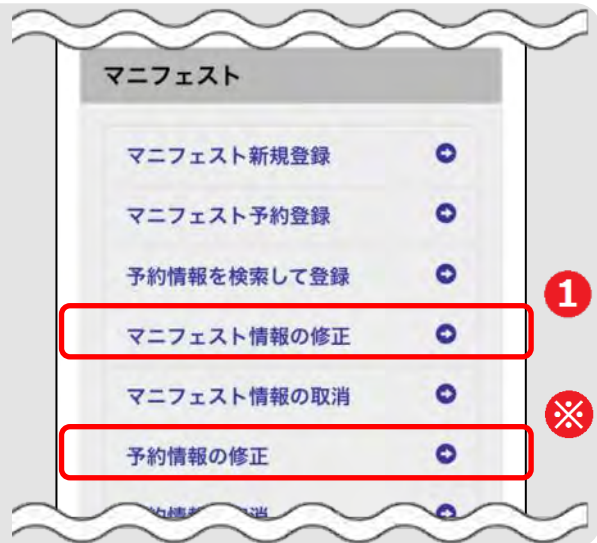 マニフェスト
マニフェスト新規登録
マニフェスト予約登録
予約情報を検索して登録
マニフェスト情報の修正
1
マニフェスト情報の取消
※
予約情報の修正